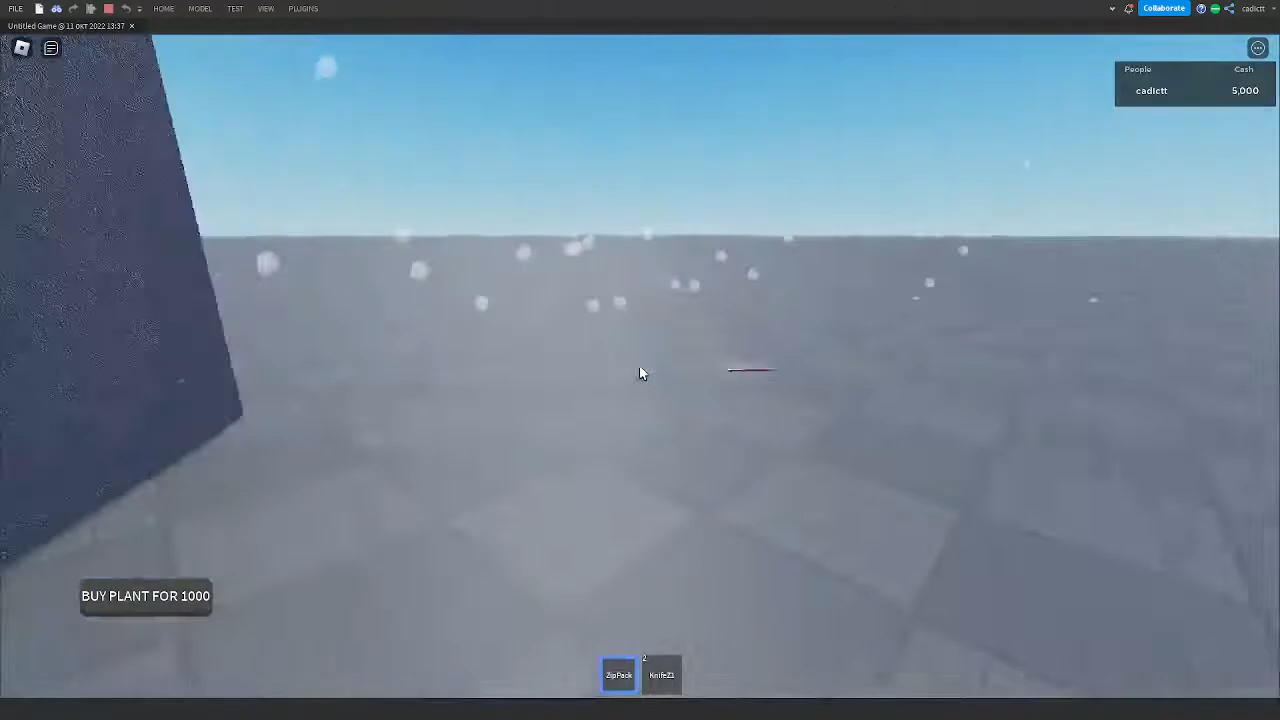 FILE HOME MODEL TEST VIEW PLUGINS Collaborate cadictt
Untitled Game @ 11 окт 2022 13:37 ×
People Cash
cadictt 5,000
BUY PLANT FOR 1000
ZipPack 2 KnifeZ1